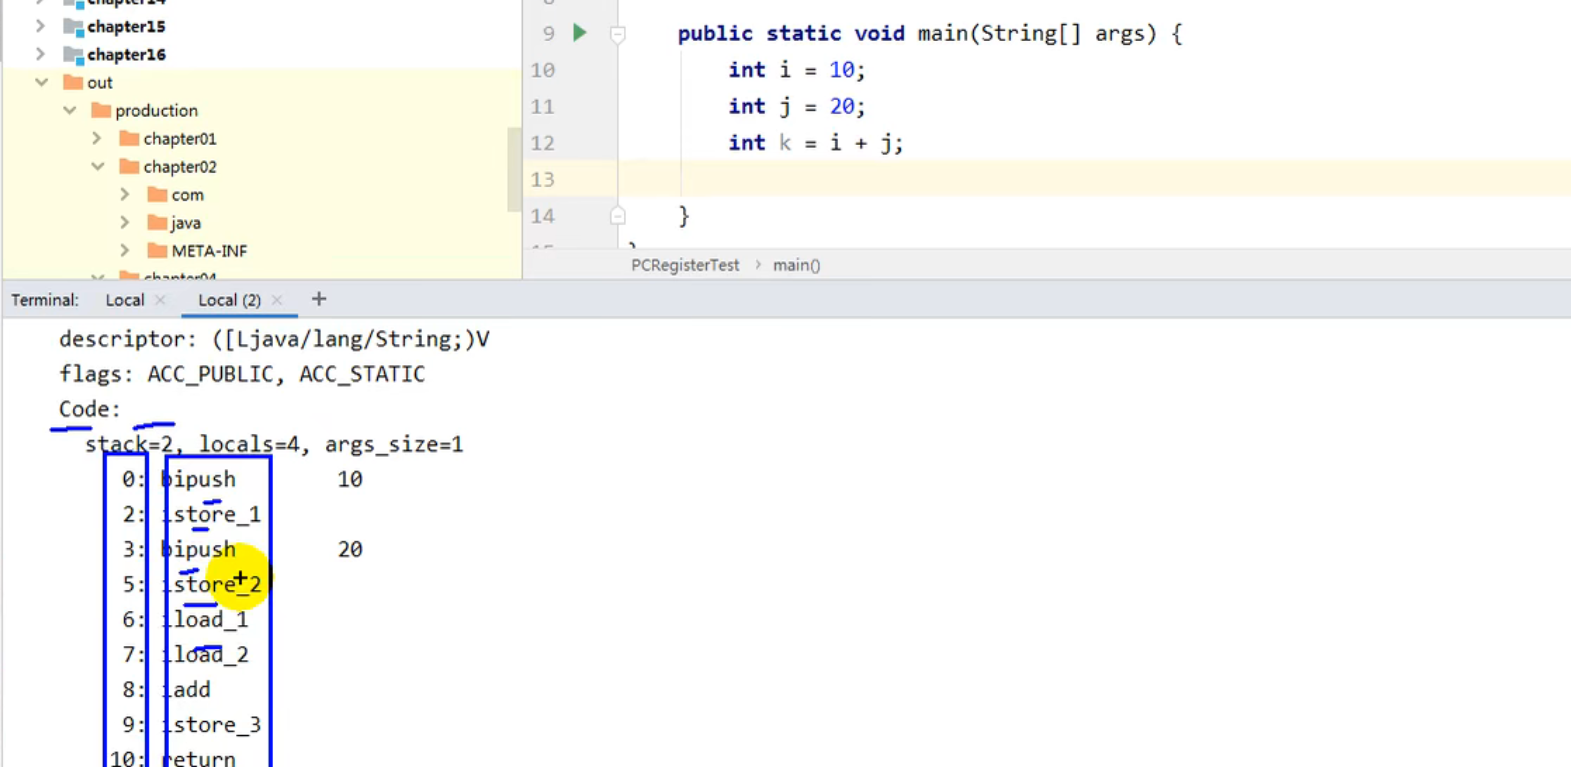 chapter14
chapter15
chapter16
out
production
chapter01
chapter02
com
java
META-INF
chapter04
9 public static void main(String[] args) {
10 int i = 10;
11 int j = 20;
12 int k = i + j;
13
14 }
PCRegisterTest > main()
Terminal: Local × Local (2) × +
descriptor: ([Ljava/lang/String;)V
flags: ACC_PUBLIC, ACC_STATIC
Code:
stack=2, locals=4, args_size=1
0: bipush 10
2: istore_1
3: bipush 20
5: istore_2
6: iload_1
7: iload_2
8: iadd
9: istore_3
10: return